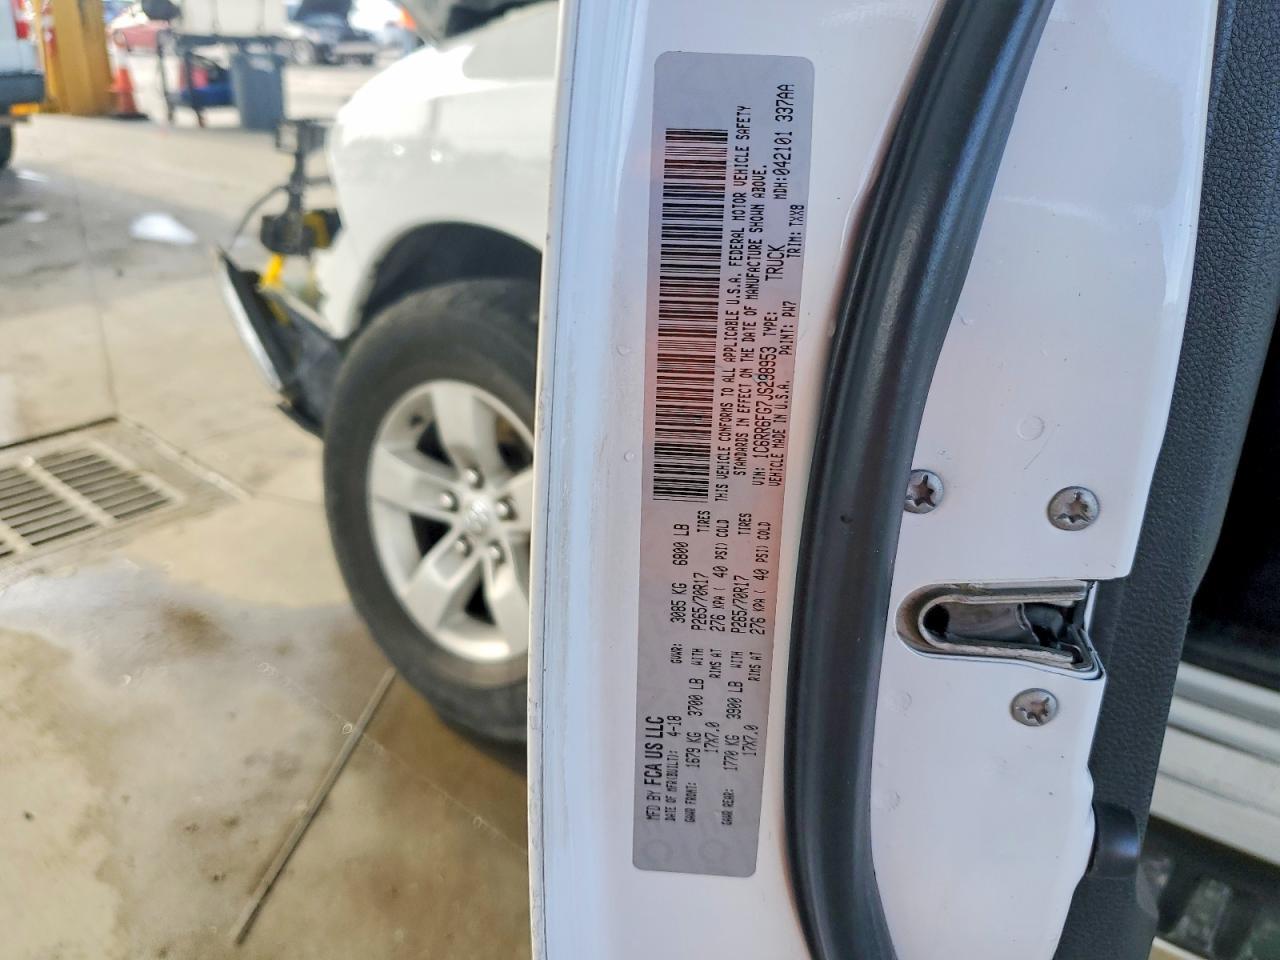 MFD BY FCA US LLC
DATE OF MFR(BUILT): 4-18 GVWR: 3085 KG 6800 LB
GAWR FRONT: 1679 KG 3700 LB WITH P265/70R17 TIRES
17X7.0 RIMS AT 276 KPA ( 40 PSI) COLD
GAWR REAR: 1770 KG 3900 LB WITH P265/70R17 TIRES
17X7.0 RIMS AT 276 KPA ( 40 PSI) COLD
THIS VEHICLE CONFORMS TO ALL APPLICABLE U.S.A. FEDERAL MOTOR VEHICLE SAFETY
STANDARDS IN EFFECT ON THE DATE OF MANUFACTURE SHOWN ABOVE.
VIN: 1C6RR6FG7JS298953 TYPE: TRUCK MDH:042101 337AA
VEHICLE MADE IN U.S.A. PAINT: PW7 TRIM: TXX8